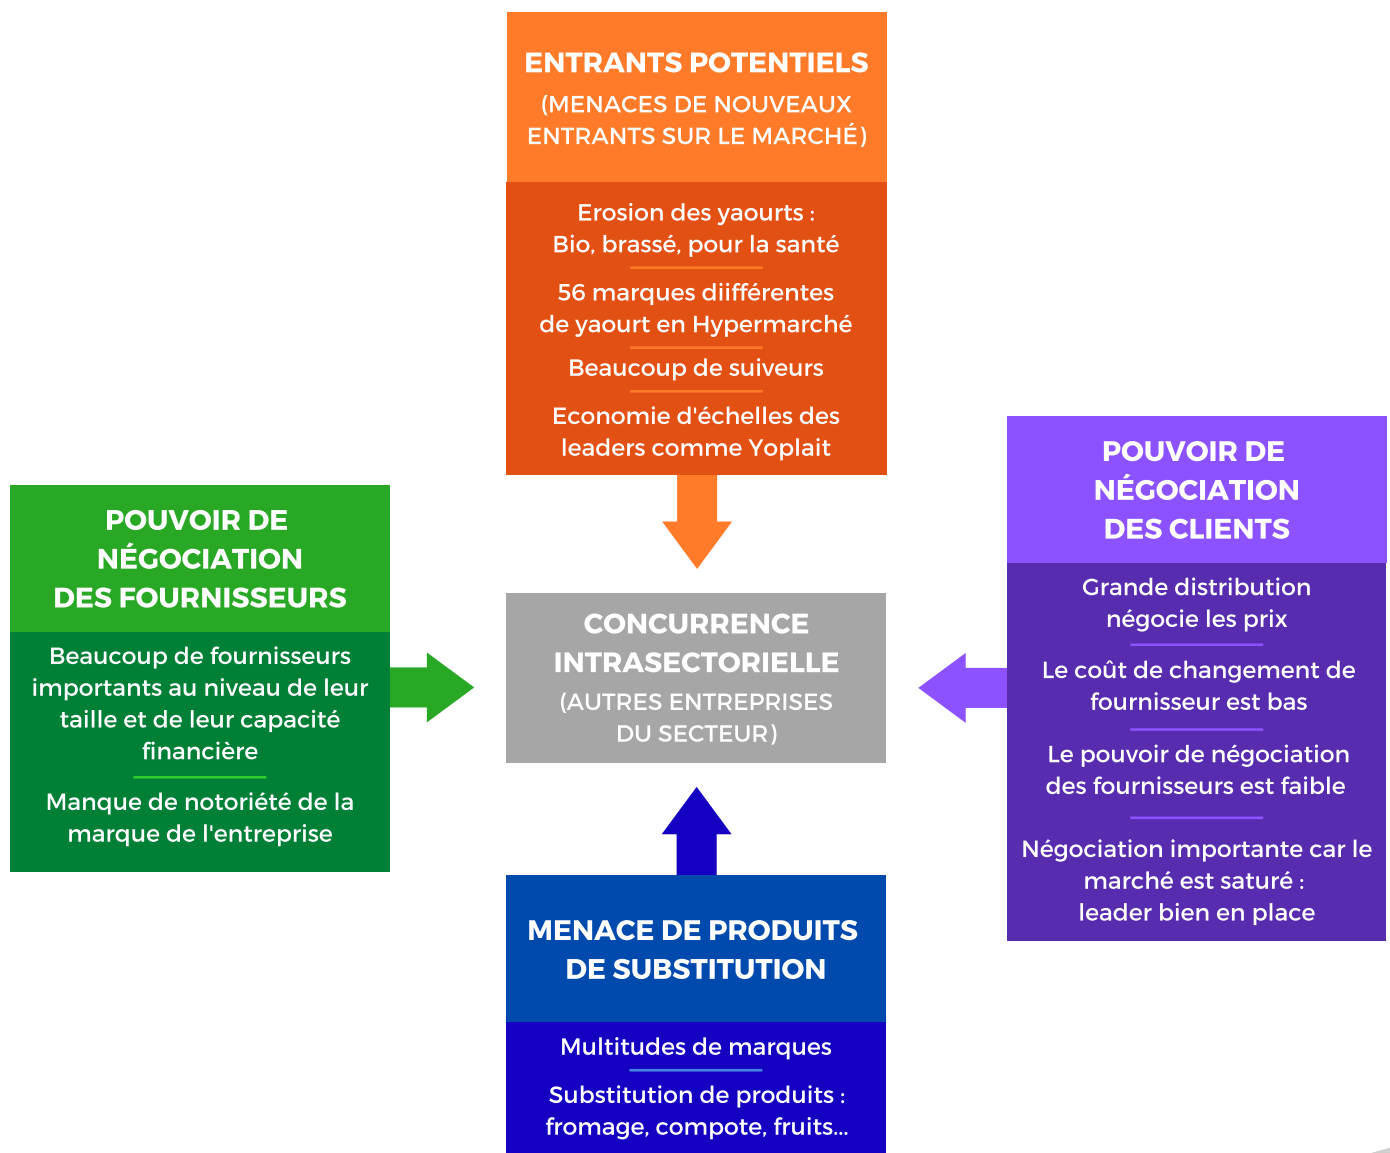 ENTRANTS POTENTIELS
(MENACES DE NOUVEAUX
ENTRANTS SUR LE MARCHÉ)
Erosion des yaourts :
Bio, brassé, pour la santé
56 marques diifférentes
de yaourt en Hypermarché
Beaucoup de suiveurs
Economie d'échelles des
leaders comme Yoplait
POUVOIR DE
NÉGOCIATION
DES FOURNISSEURS
Beaucoup de fournisseurs
importants au niveau de leur
taille et de leur capacité
financière
Manque de notoriété de la
marque de l'entreprise
CONCURRENCE
INTRASECTORIELLE
(AUTRES ENTREPRISES
DU SECTEUR)
POUVOIR DE
NÉGOCIATION
DES CLIENTS
Grande distribution
négocie les prix
Le coût de changement de
fournisseur est bas
Le pouvoir de négociation
des fournisseurs est faible
Négociation importante car le
marché est saturé :
leader bien en place
MENACE DE PRODUITS
DE SUBSTITUTION
Multitudes de marques
Substitution de produits :
fromage, compote, fruits...